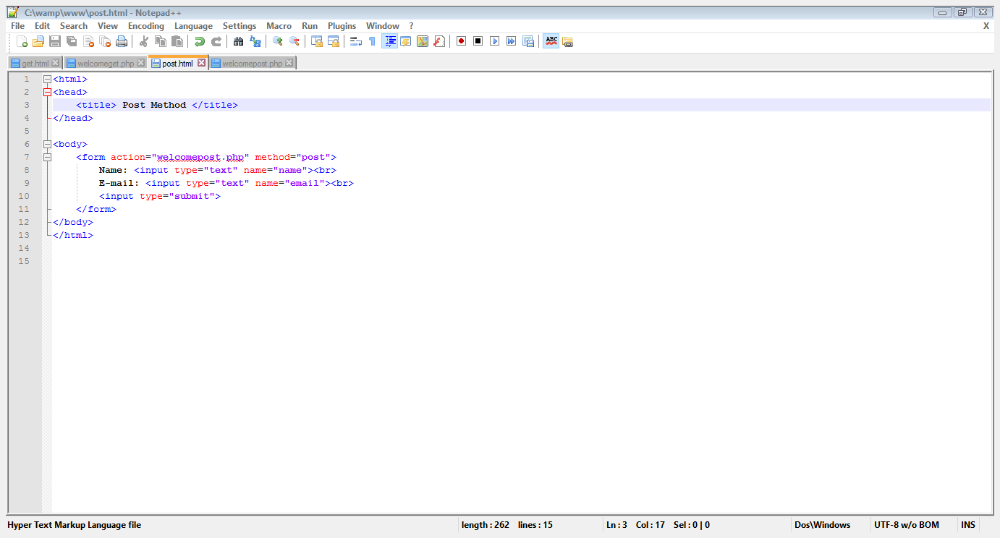 C:\wamp\www\post.html - Notepad++
File Edit Search View Encoding Language Settings Macro Run Plugins Window ? X
ABC
get.html welcomeget.php post.html welcomepost.php
1 <html>
2 <head>
3 <title> Post Method </title>
4 </head>
5
6 <body>
7 <form action="welcomepost.php" method="post">
8 Name: <input type="text" name="name"><br>
9 E-mail: <input type="text" name="email"><br>
10 <input type="submit">
11 </form>
12 </body>
13 </html>
14
15
Hyper Text Markup Language file length : 262 lines : 15 Ln : 3 Col : 17 Sel : 0 | 0 Dos\Windows UTF-8 w/o BOM INS